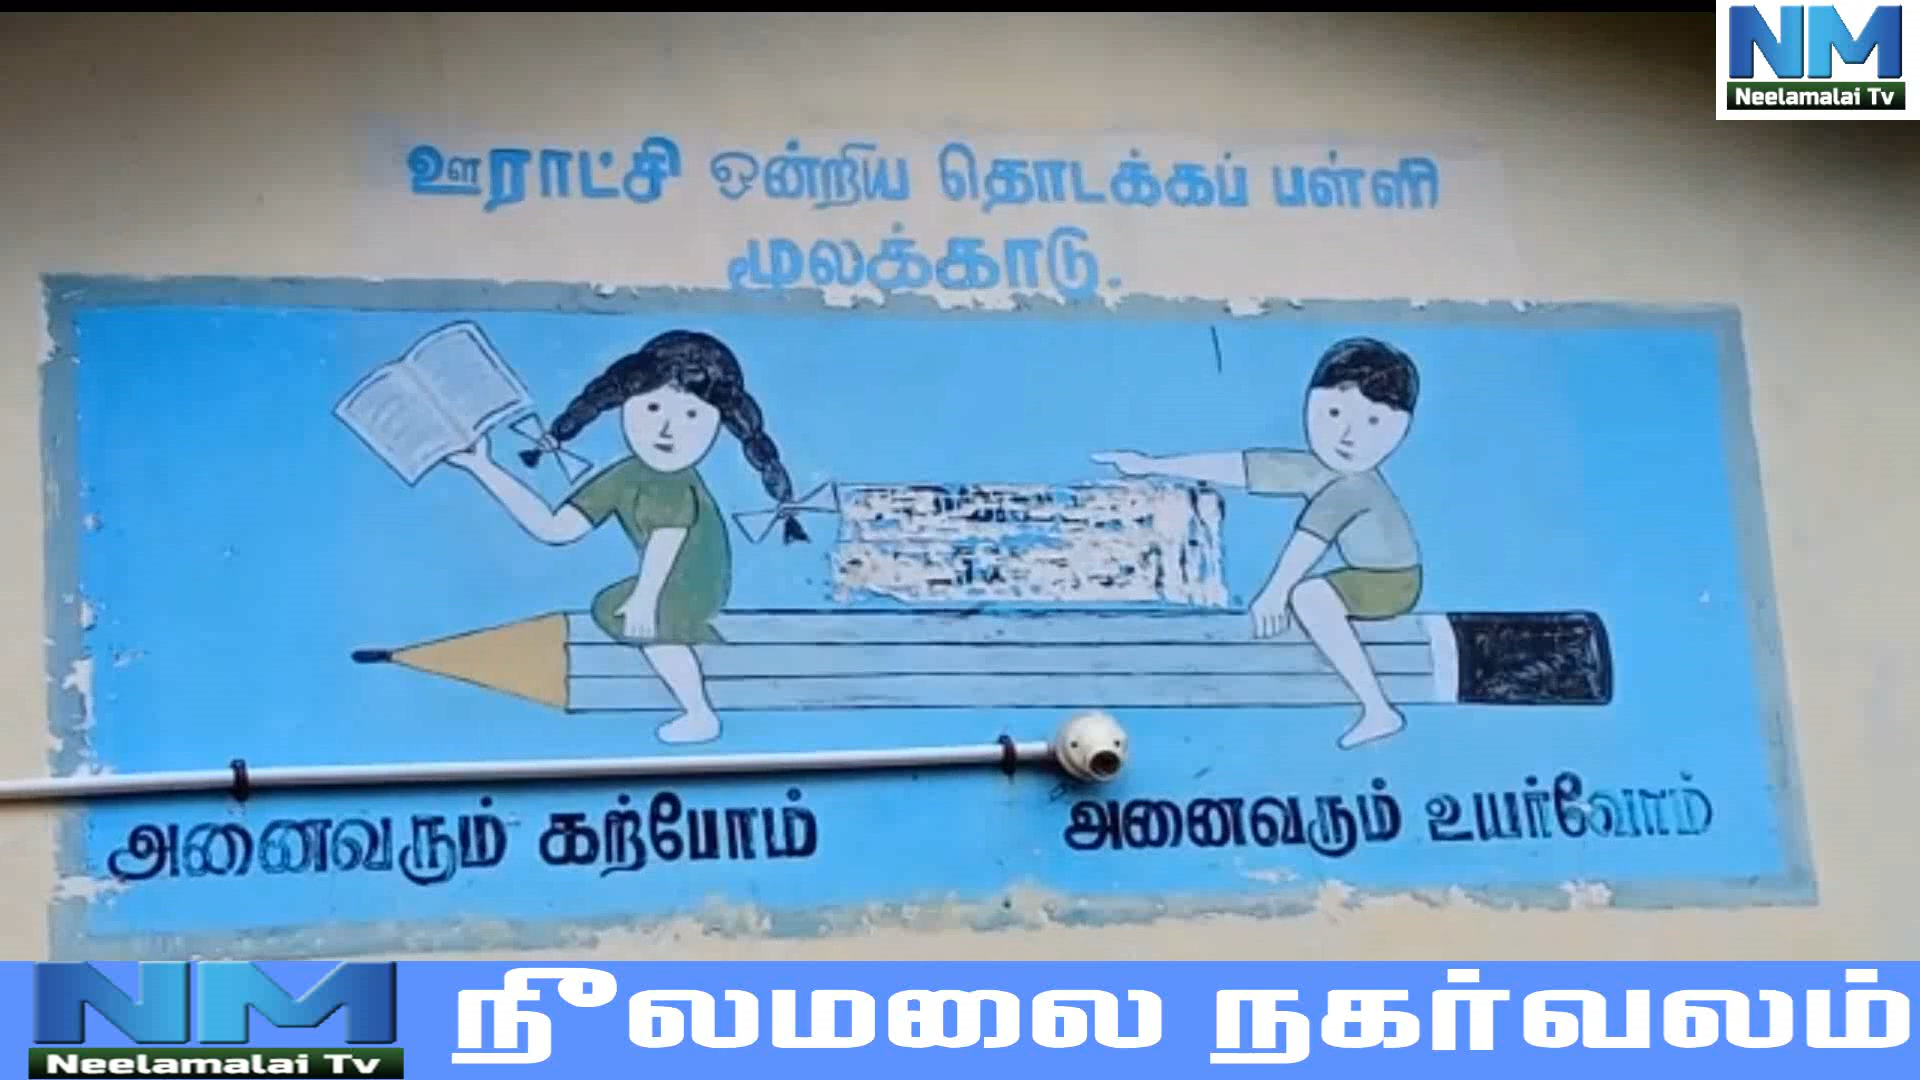 NM
Neelamalai Tv
ஊராட்சி ஒன்றிய தொடக்கப் பள்ளி
மூலக்காடு.
அனைவரும் கற்போம்
அனைவரும் உயர்வோம்
NM
Neelamalai Tv
நீலமலை நகர்வலம்